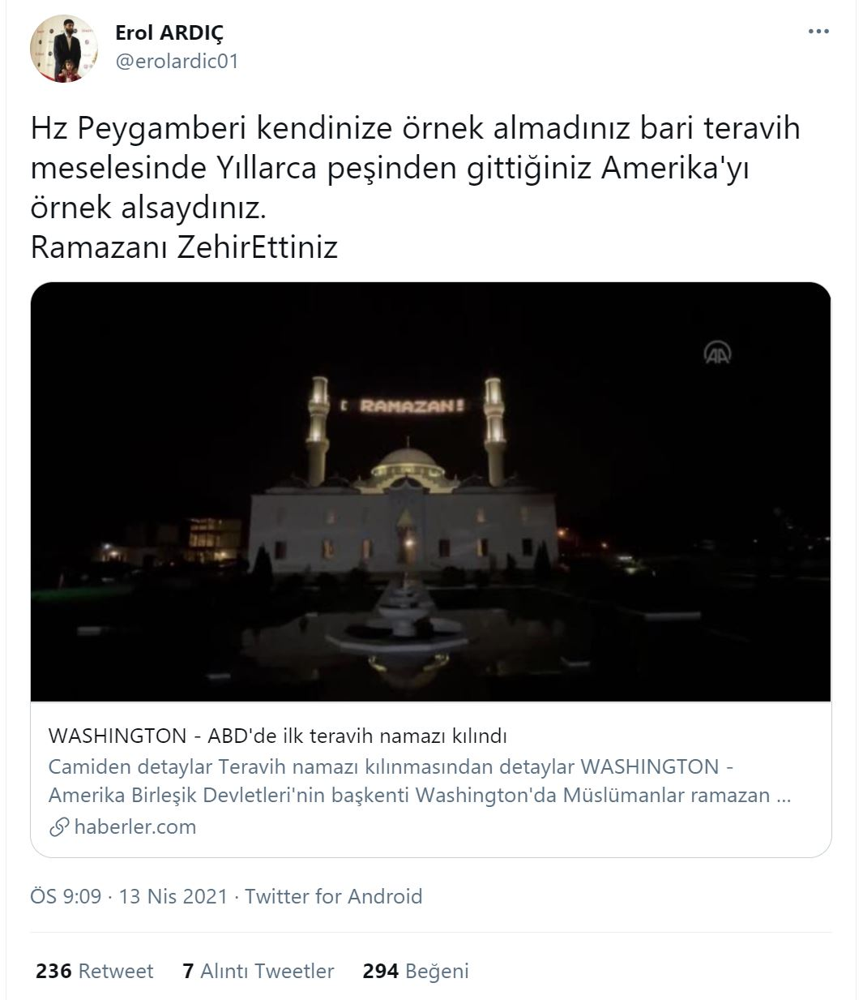 Erol ARDIÇ
@erolardic01
Hz Peygamberi kendinize örnek almadınız bari teravih
meselesinde Yıllarca peşinden gittiğiniz Amerika'yı
örnek alsaydınız.
Ramazanı ZehirEttiniz
AA
RAMAZAN!
WASHINGTON - ABD'de ilk teravih namazı kılındı
Camiden detaylar Teravih namazı kılınmasından detaylar WASHINGTON -
Amerika Birleşik Devletleri'nin başkenti Washington'da Müslümanlar ramazan ...
haberler.com
ÖS 9:09 · 13 Nis 2021 · Twitter for Android
236 Retweet 7 Alıntı Tweetler 294 Beğeni